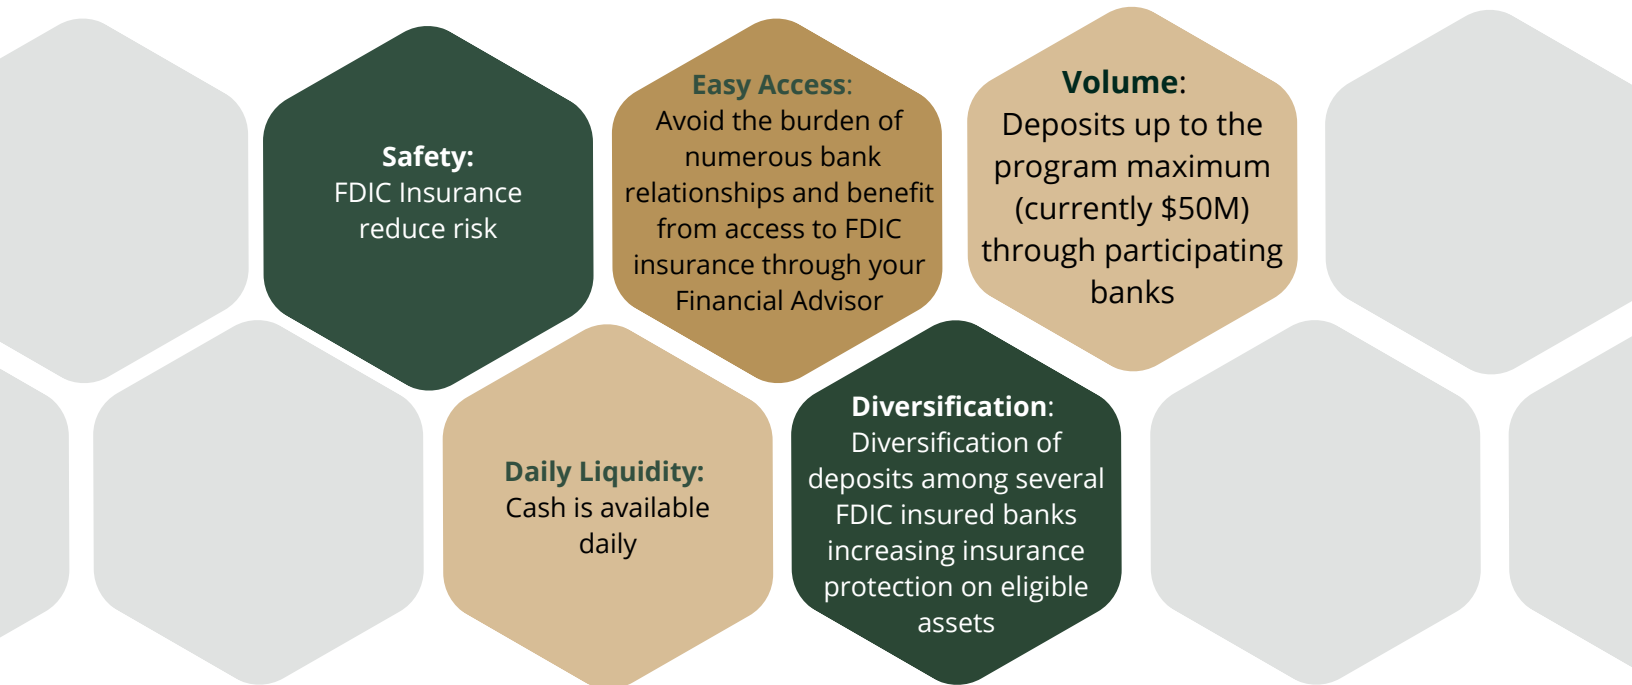 Safety:
FDIC Insurance
reduce risk
Easy Access:
Avoid the burden of
numerous bank
relationships and benefit
from access to FDIC
insurance through your
Financial Advisor
Volume:
Deposits up to the
program maximum
(currently $50M)
through participating
banks
Daily Liquidity:
Cash is available
daily
Diversification:
Diversification of
deposits among several
FDIC insured banks
increasing insurance
protection on eligible
assets